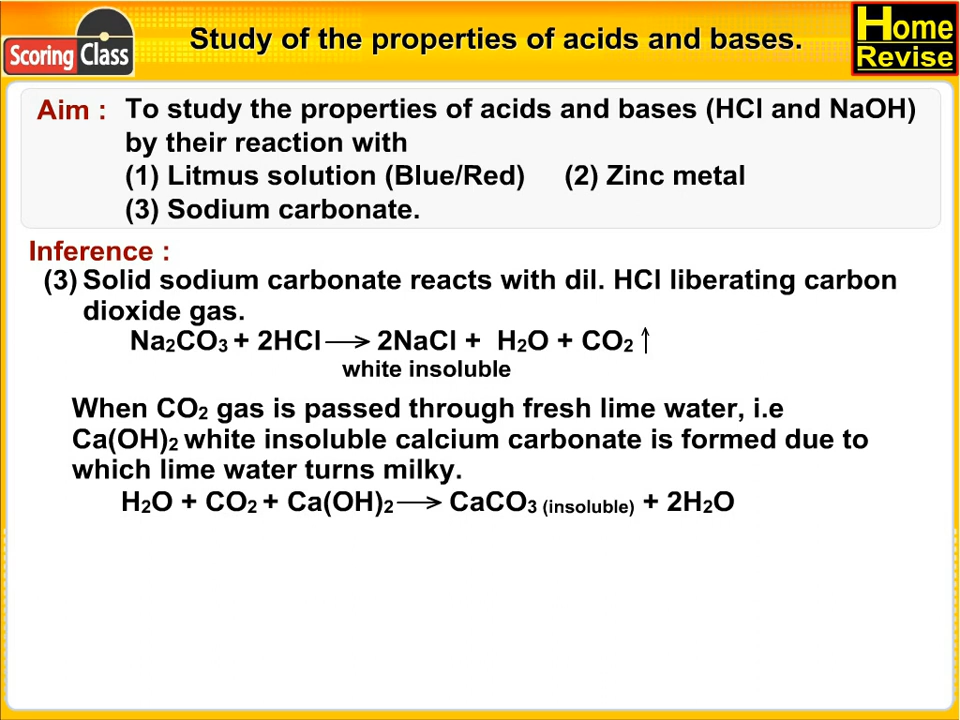 Scoring Class
Study of the properties of acids and bases.
Home
Revise
Aim : To study the properties of acids and bases (HCl and NaOH)
by their reaction with
(1) Litmus solution (Blue/Red) (2) Zinc metal
(3) Sodium carbonate.
Inference :
(3) Solid sodium carbonate reacts with dil. HCl liberating carbon
dioxide gas.
Na₂CO₃ + 2HCl → 2NaCl + H₂O + CO₂ ↑
white insoluble
When CO₂ gas is passed through fresh lime water, i.e
Ca(OH)₂ white insoluble calcium carbonate is formed due to
which lime water turns milky.
H₂O + CO₂ + Ca(OH)₂ → CaCO₃ (insoluble) + 2H₂O